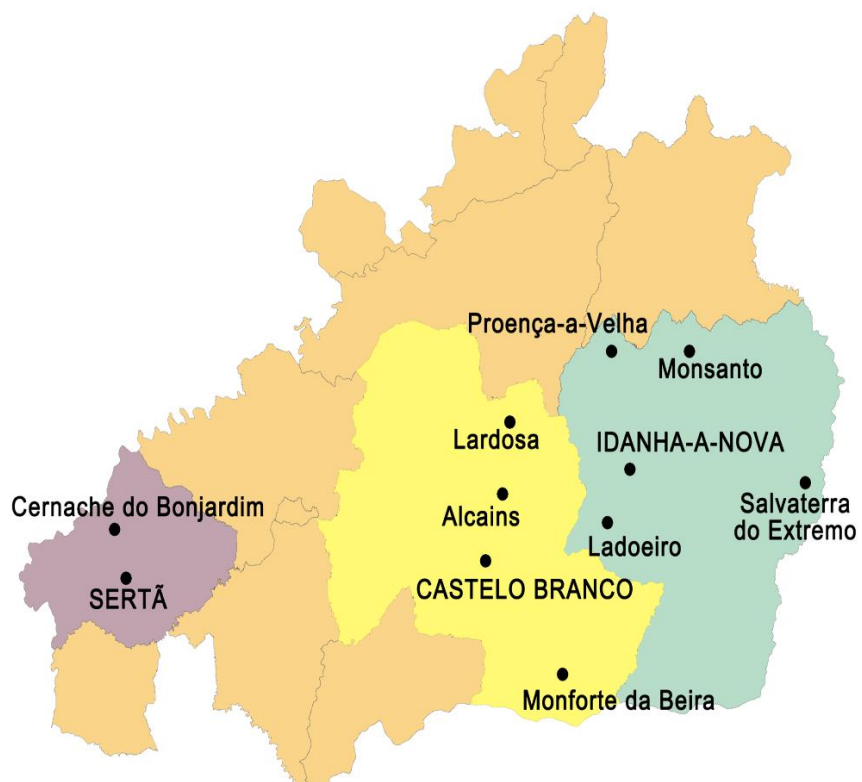 Proença-a-Velha
Monsanto
Lardosa
IDANHA-A-NOVA
Alcains
Salvaterra
do Extremo
Cernache do Bonjardim
Ladoeiro
CASTELO BRANCO
SERTÃ
Monforte da Beira